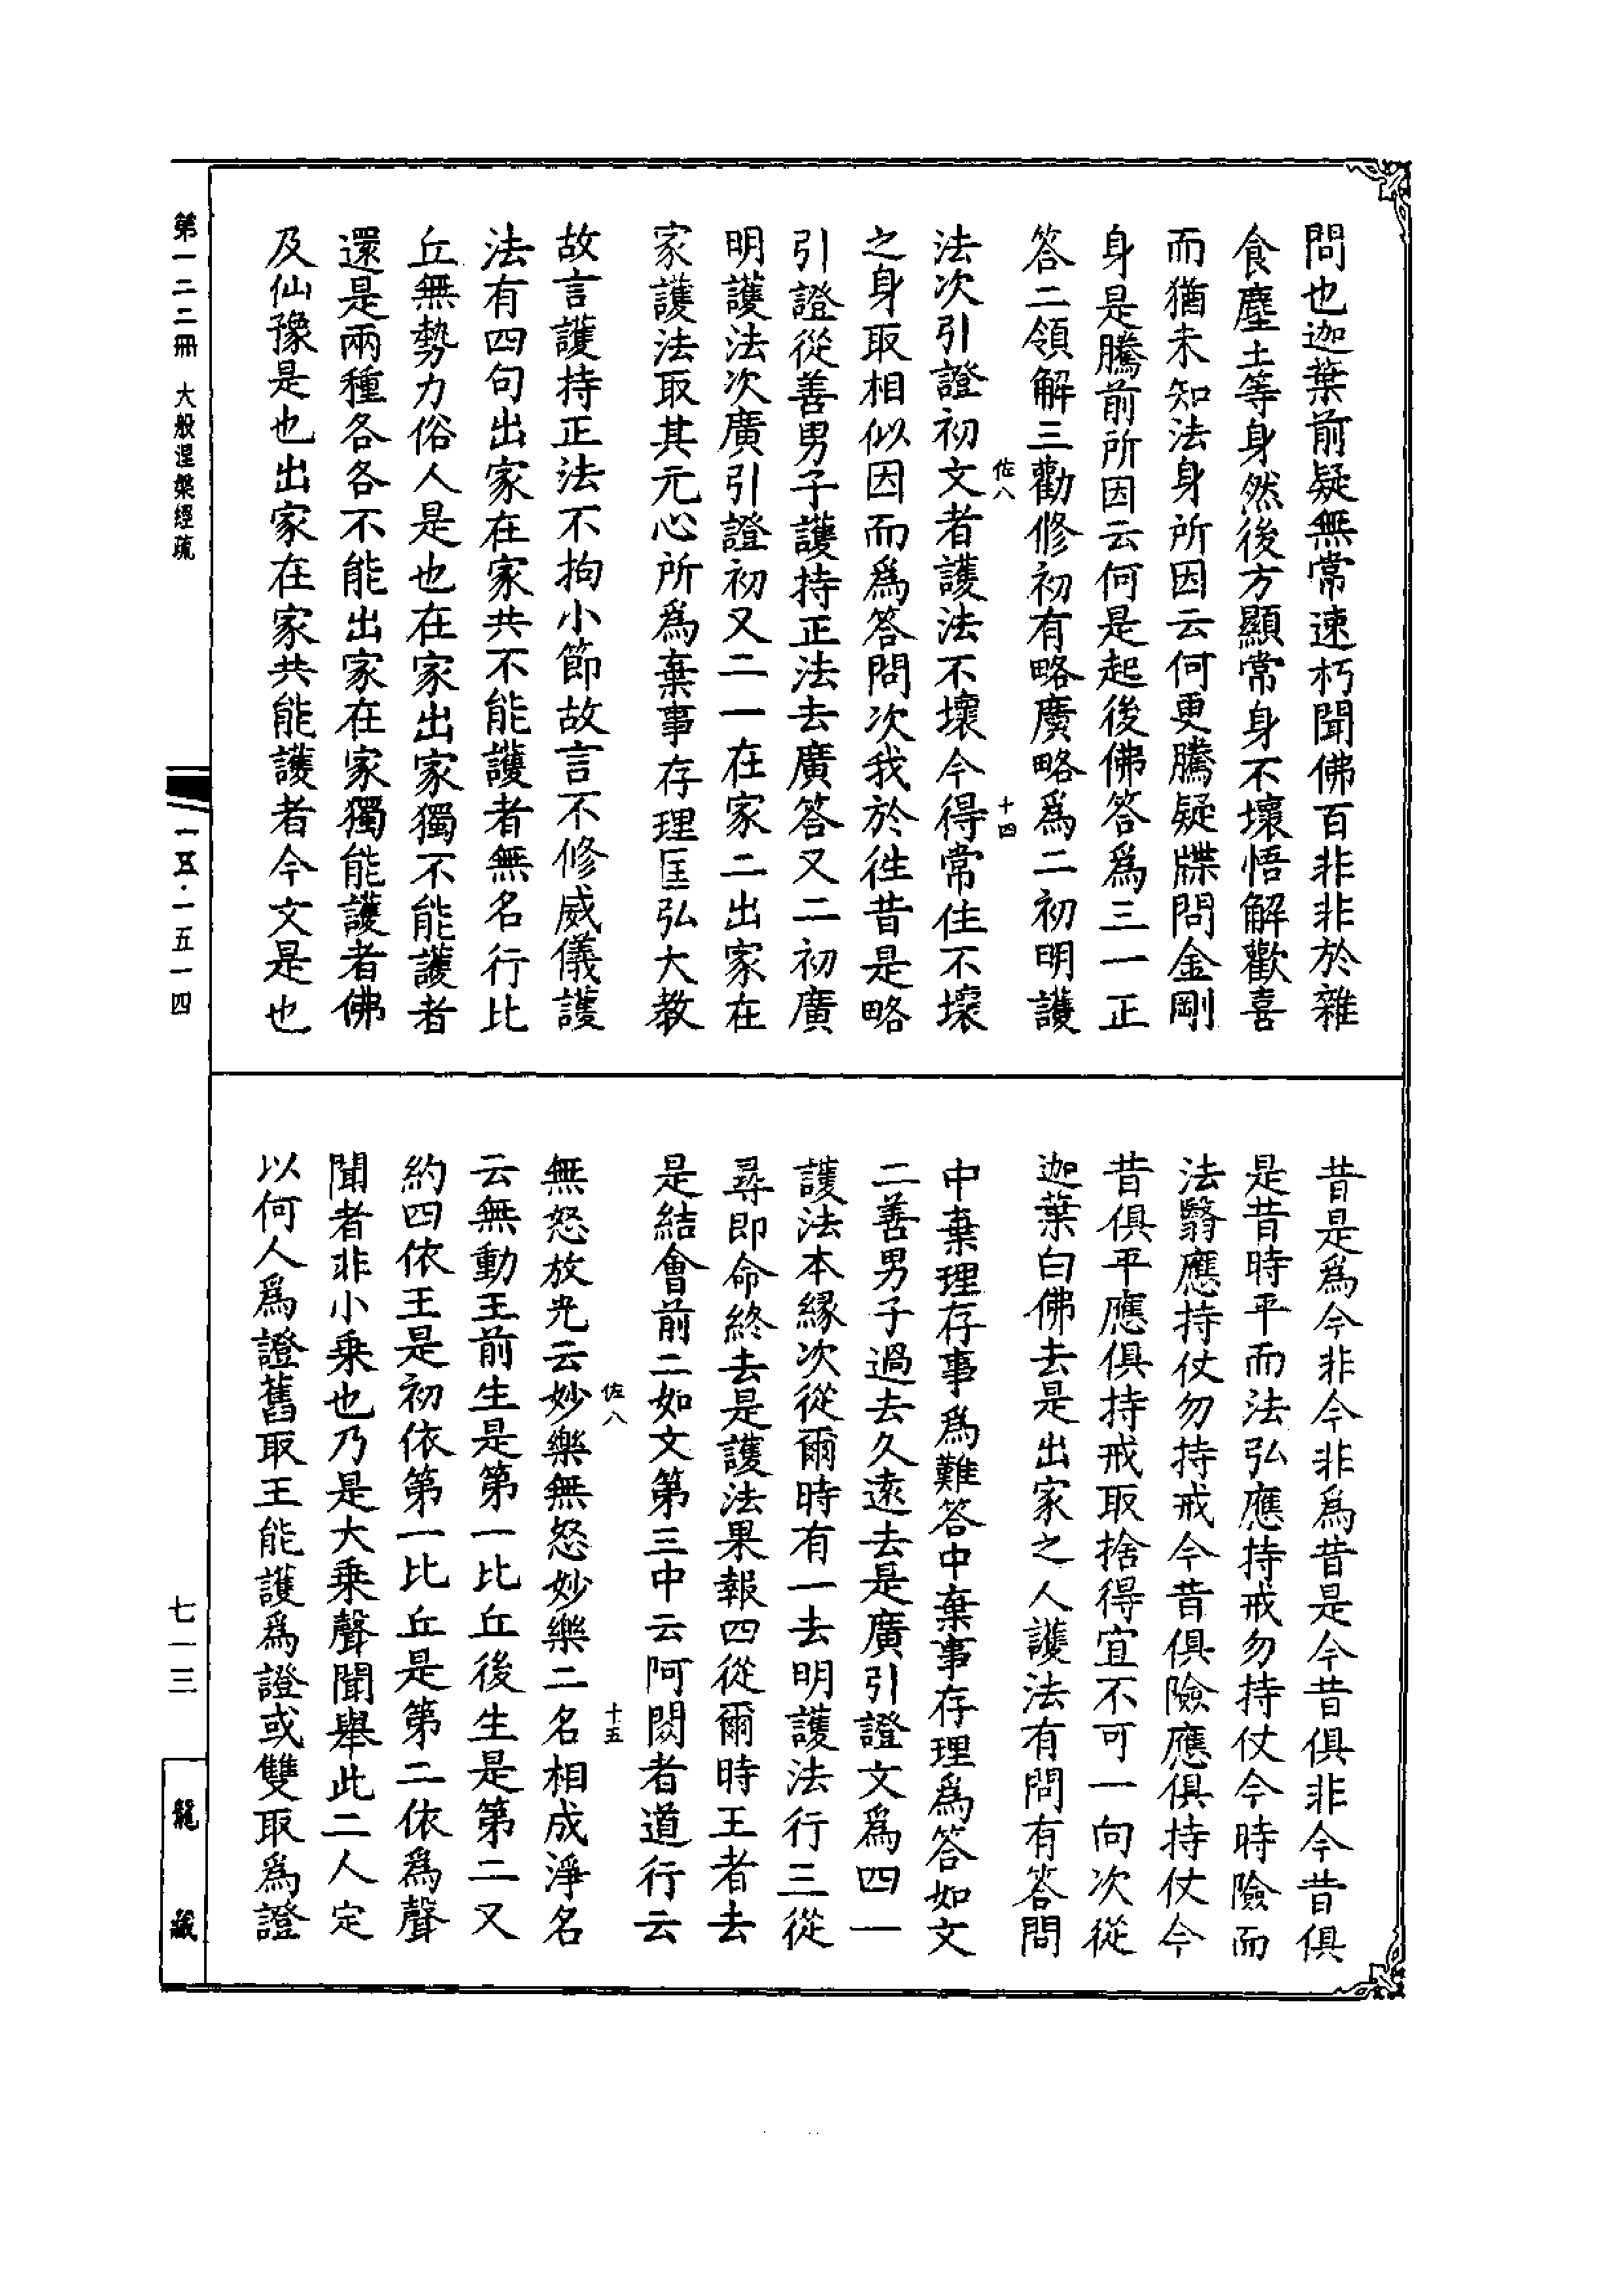 問也迦葉前疑無常速朽聞佛百非非於雜
食塵土等身然後方顯常身不壞悟解歡喜
而猶未知法身所因云何更騰疑牒問金剛
身是騰前所因云何是起後佛答爲三一正
答二領解三勸修初有略廣略爲二初明護
佐八
十四
法次引證初文者護法不壞今得常住不壞
之身取相似因而爲答問次我於往昔是略
引證從善男子護持正法去廣答又二初廣
明護法次廣引證初又二一在家二出家在
家護法取其元心所爲棄事存理匡弘大教
故言護持正法不拘小節故言不修威儀護
法有四句出家在家共不能護者無名行比
丘無勢力俗人是也在家出家獨不能護者
還是兩種各各不能出家在家獨能護者佛
及仙豫是也出家在家共能護者今文是也
昔是爲今非今非爲昔是今昔俱非今昔俱
是昔時平而法弘應持戒勿持仗今時險而
法翳應持仗勿持戒今昔俱險應俱持仗今
昔俱平應俱持戒取捨得宜不可一向次從
迦葉白佛去是出家之人護法有問有答問
中棄理存事爲難答中棄事存理爲答如文
二善男子過去久遠去是廣引證文爲四一
護法本緣次從爾時有一去明護法行三從
尋即命終去是護法果報四從爾時王者去
是結會前二如文第三中云阿閦者道行云
佐八
十五
無怒放光云妙樂無怒妙樂二名相成淨名
云無動王前生是第一比丘後生是第二又
約四依王是初依第一比丘是第二依爲聲
聞者非小乘也乃是大乘聲聞舉此二人定
以何人爲證舊取王能護爲證或雙取爲證
第一二二冊 大般涅槃經疏
一五·一五一四
七一三
龍藏